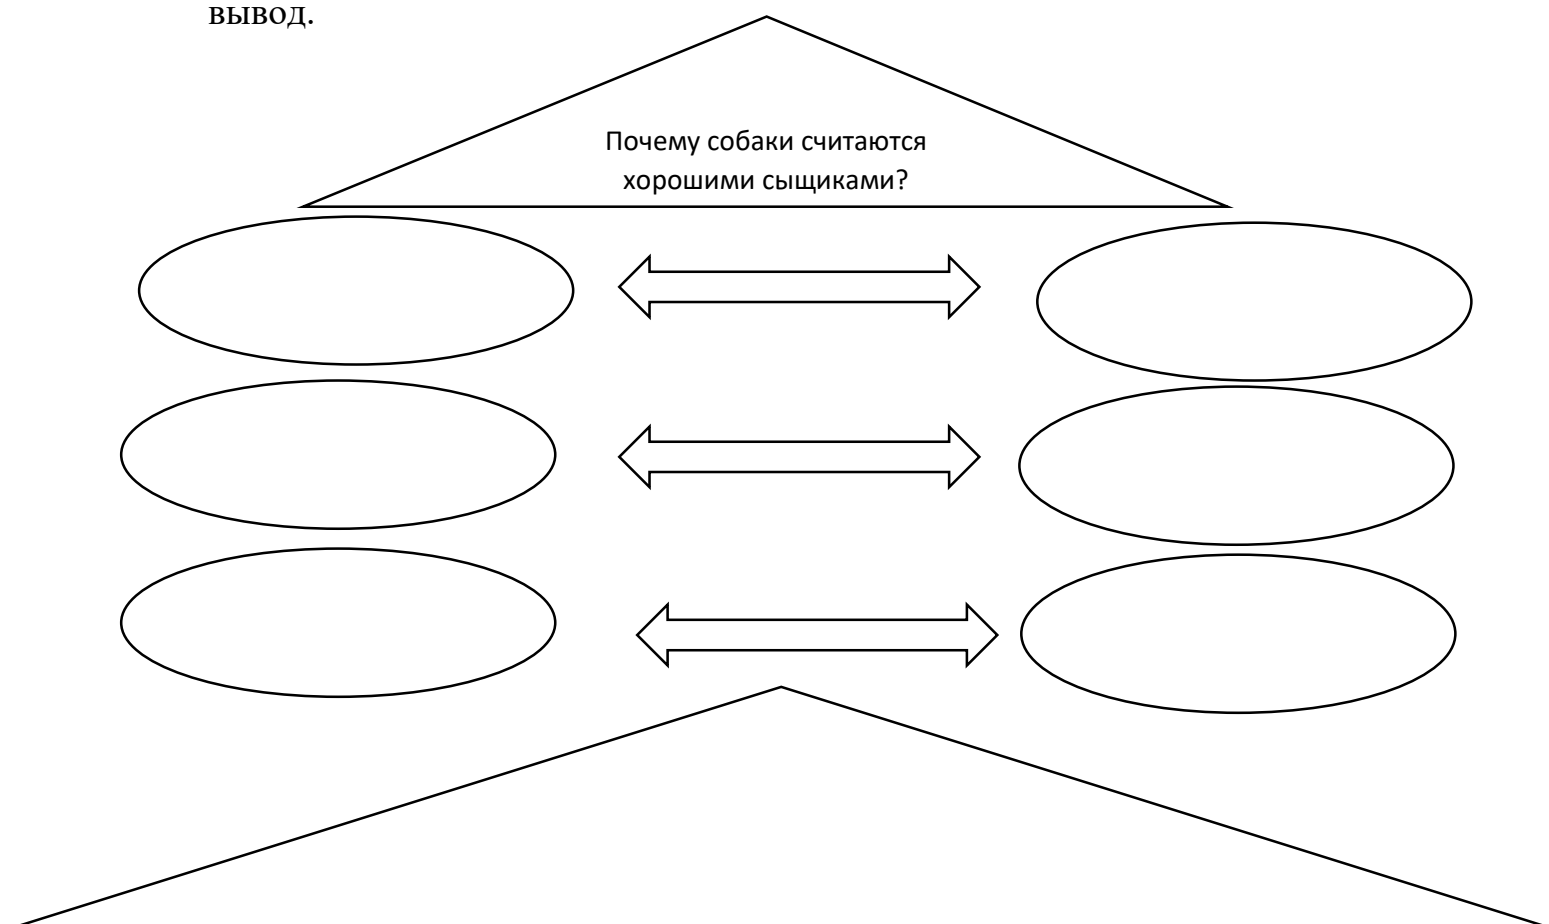 вывод.
Почему собаки считаются
хорошими сыщиками?